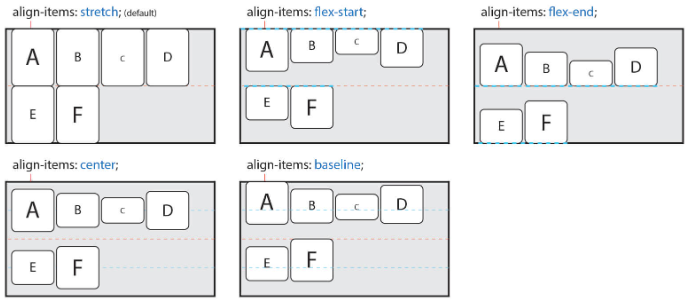 align-items: stretch; (default)
A B c D
E F
align-items: flex-start;
A B c D
E F
align-items: flex-end;
A B c D
E F
align-items: center;
A B c D
E F
align-items: baseline;
A B c D
E F